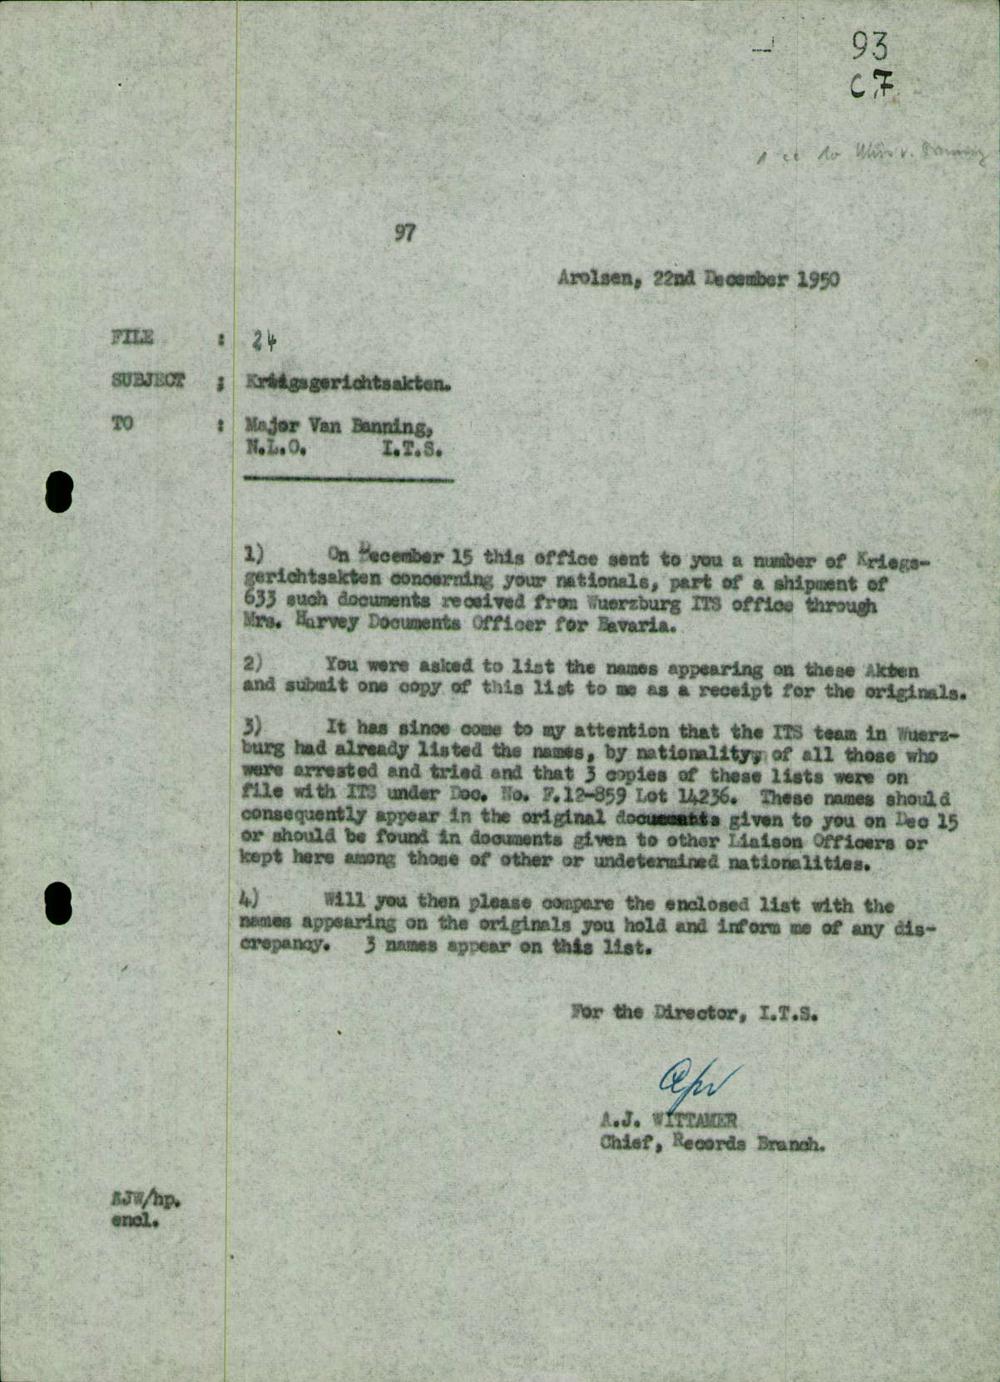 93
C 7
97
Arolsen, 22nd December 1950
FILE : 24
SUBJECT : Kriegsgerichtsakten.
TO : Major Van Banning,
N.L.O. I.T.S.
1) On December 15 this office sent to you a number of Kriegs-
gerichtsakten concerning your nationals, part of a shipment of
633 such documents received from Wuerzburg ITS office through
Mrs. Harvey Documents Officer for Bavaria.
2) You were asked to list the names appearing on these Akten
and submit one copy of this list to me as a receipt for the originals.
3) It has since come to my attention that the ITS team in Wuerz-
burg had already listed the names, by nationality, of all those who
were arrested and tried and that 3 copies of these lists were on
file with ITS under Doc. No. F.12-859 Lot 14236. These names should
consequently appear in the original documents given to you on Dec 15
or should be found in documents given to other Liaison Officers or
kept here among those of other or undetermined nationalities.
4) Will you then please compare the enclosed list with the
names appearing on the originals you hold and inform me of any dis-
crepancy. 3 names appear on this list.
For the Director, I.T.S.
A.J. WITTAMER
Chief, Records Branch.
AJW/hp.
encl.